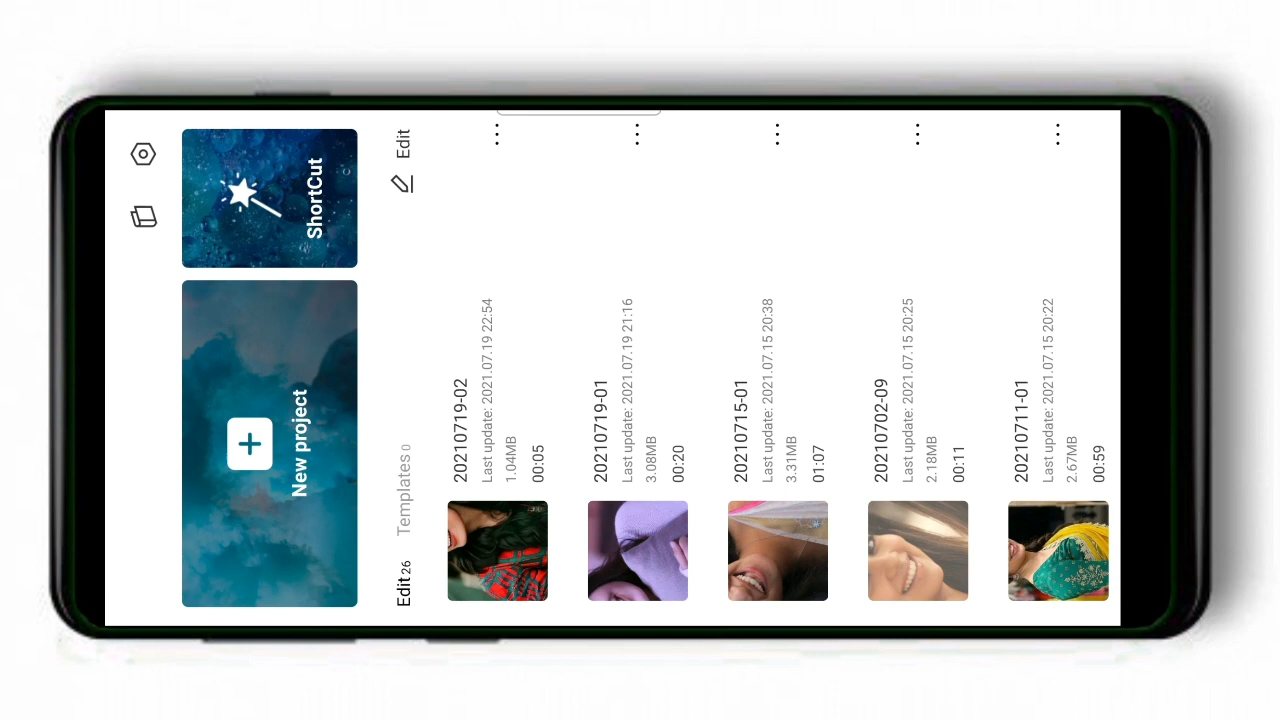 New project
ShortCut
Edit 26
Templates 0
Edit
20210719-02
Last update: 2021.07.19 22:54
1.04MB
00:05
20210719-01
Last update: 2021.07.19 21:16
3.08MB
00:20
20210715-01
Last update: 2021.07.15 20:38
3.31MB
01:07
20210702-09
Last update: 2021.07.15 20:25
2.18MB
00:11
20210711-01
Last update: 2021.07.15 20:22
2.67MB
00:59